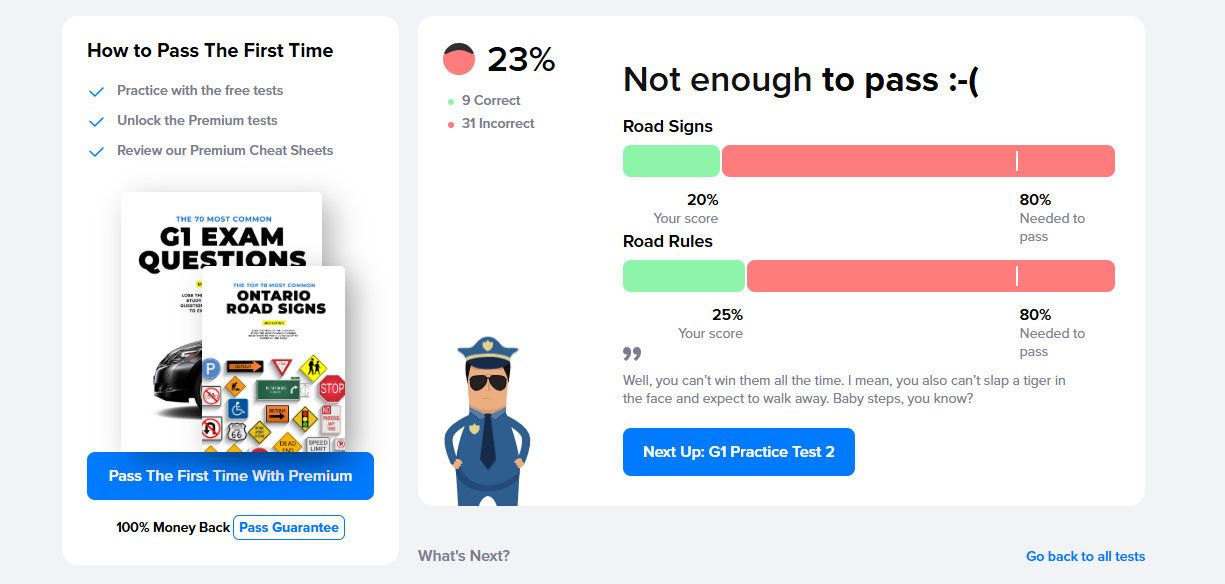 How to Pass The First Time
Practice with the free tests
Unlock the Premium tests
Review our Premium Cheat Sheets
THE 70 MOST COMMON
G1 EXAM
QUESTIONS
THE TOP 78 MOST COMMON
ONTARIO
ROAD SIGNS
P
STOP
DETOUR
NO
PARKING
ANY
TIME
66
DEAD
END
SPEED
LIMIT
Pass The First Time With Premium
100% Money Back Pass Guarantee
23%
9 Correct
31 Incorrect
Not enough to pass :-(
Road Signs
20%
Your score
80%
Needed to
pass
Road Rules
25%
Your score
80%
Needed to
pass
Well, you can’t win them all the time. I mean, you also can’t slap a tiger in
the face and expect to walk away. Baby steps, you know?
Next Up: G1 Practice Test 2
What's Next?
Go back to all tests